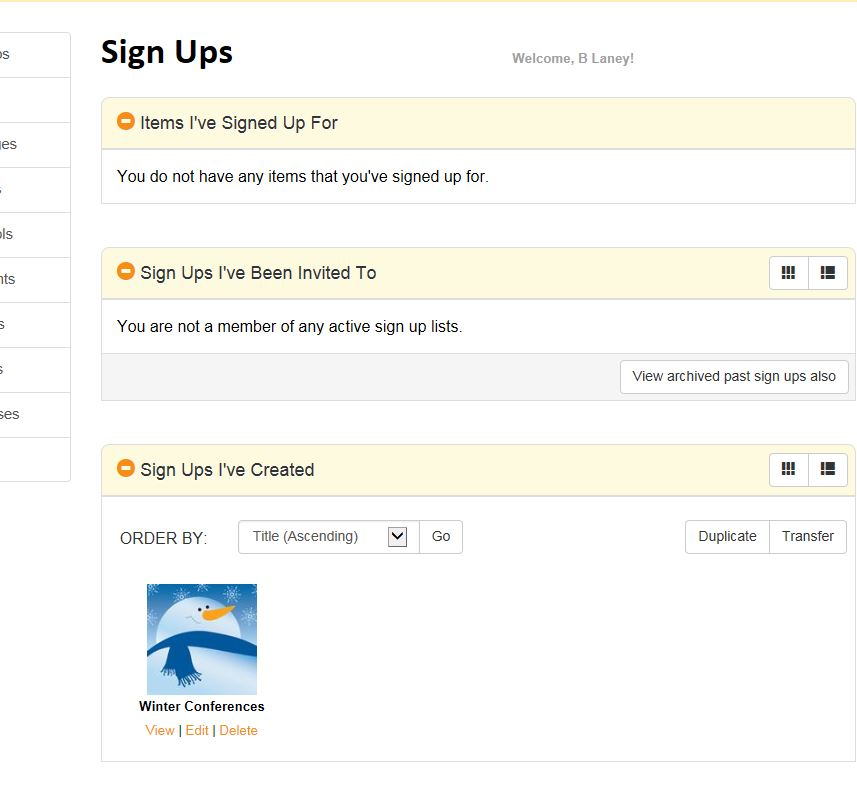 Sign Ups
Welcome, B Laney!
Items I've Signed Up For
You do not have any items that you've signed up for.
Sign Ups I've Been Invited To
You are not a member of any active sign up lists.
View archived past sign ups also
Sign Ups I've Created
ORDER BY: Title (Ascending) Go Duplicate Transfer
Winter Conferences
View | Edit | Delete